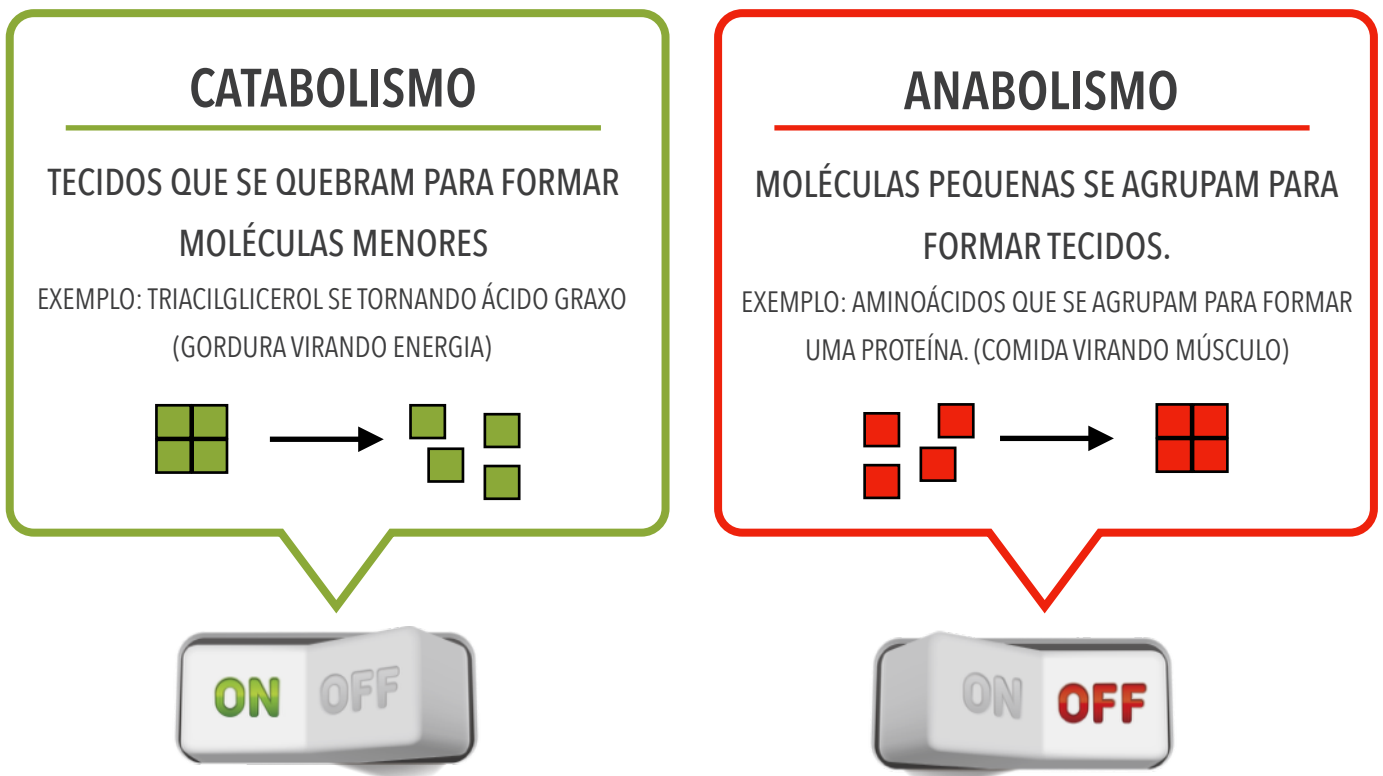 CATABOLISMO
TECIDOS QUE SE QUEBRAM PARA FORMAR
MOLÉCULAS MENORES
EXEMPLO: TRIACILGLICEROL SE TORNANDO ÁCIDO GRAXO
(GORDURA VIRANDO ENERGIA)
ON OFF
ANABOLISMO
MOLÉCULAS PEQUENAS SE AGRUPAM PARA
FORMAR TECIDOS.
EXEMPLO: AMINOÁCIDOS QUE SE AGRUPAM PARA FORMAR
UMA PROTEÍNA. (COMIDA VIRANDO MÚSCULO)
ON OFF